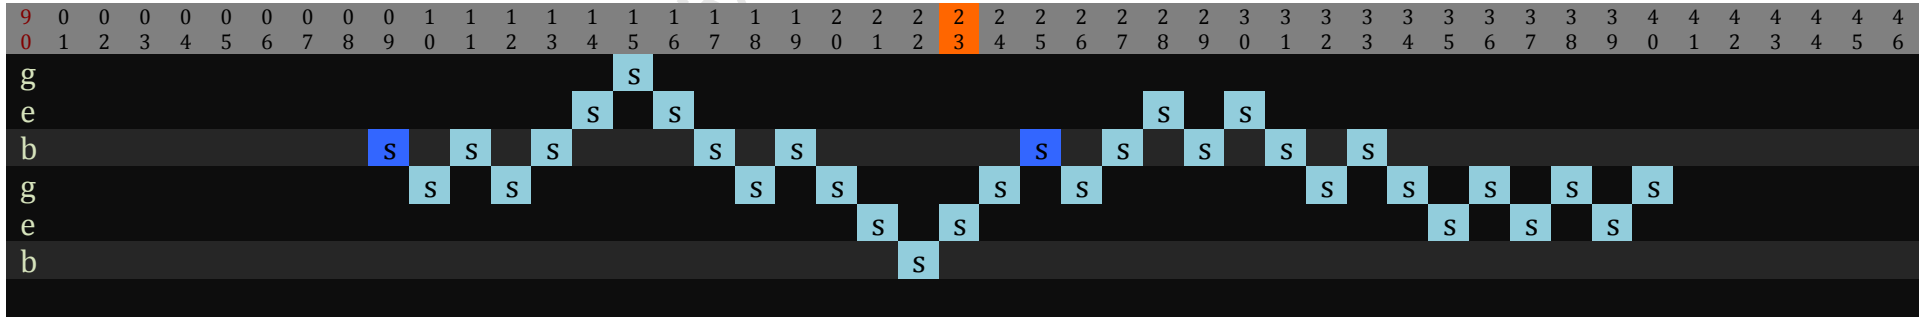 9 0 0 0 0 0 0 0 0 0 1 1 1 1 1 1 1 1 1 1 2 2 2 2 2 2 2 2 2 2 3 3 3 3 3 3 3 3 3 3 4 4 4 4 4 4 4
0 1 2 3 4 5 6 7 8 9 0 1 2 3 4 5 6 7 8 9 0 1 2 3 4 5 6 7 8 9 0 1 2 3 4 5 6 7 8 9 0 1 2 3 4 5 6
g s
e s s s s
b s s s s s s s s s s
g s s s s s s s s s s s
e s s s s s
b s